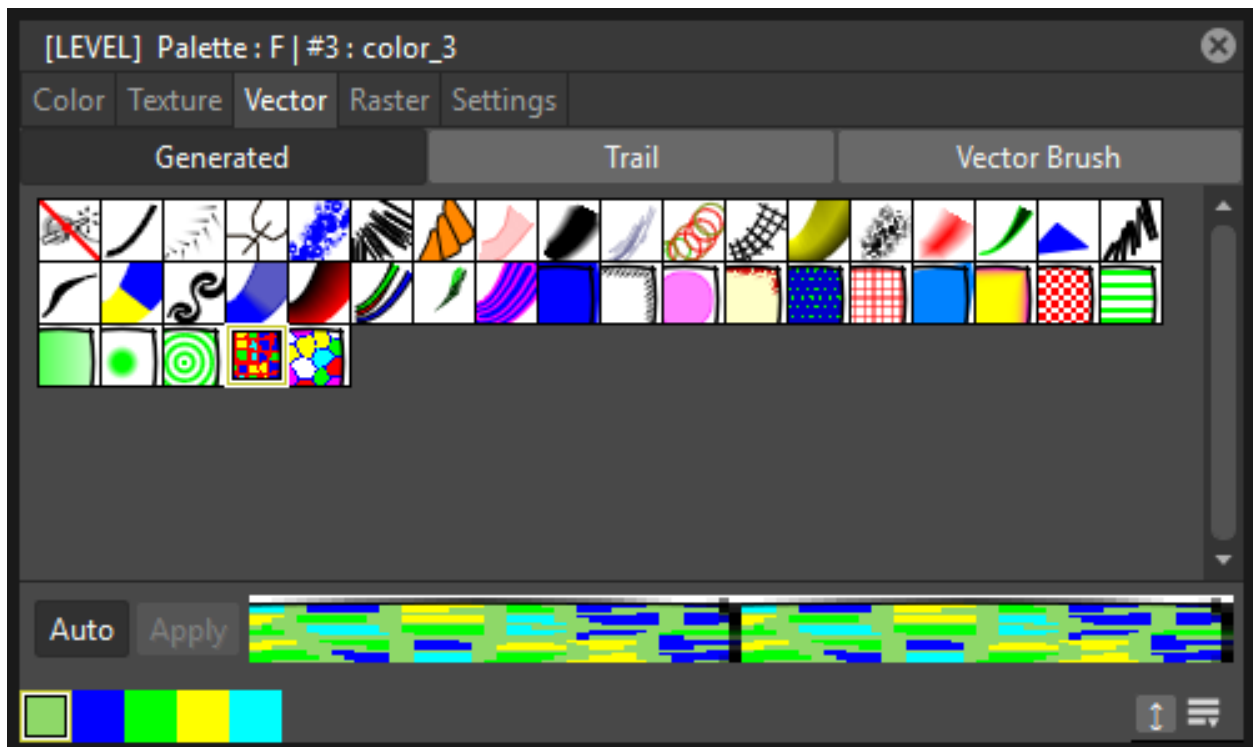 [LEVEL] Palette : F | #3 : color_3
Color Texture Vector Raster Settings
Generated Trail Vector Brush
Auto Apply